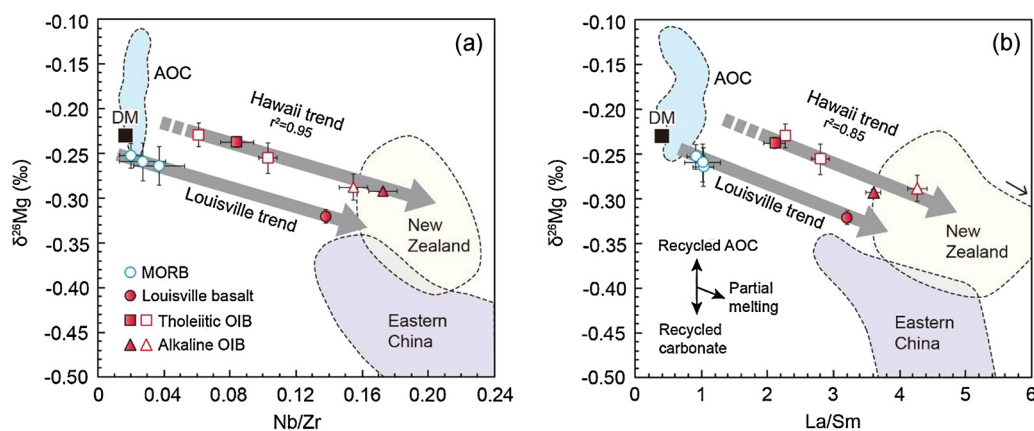 -0.10
-0.15
-0.20
-0.25
-0.30
-0.35
-0.40
-0.45
-0.50
δ²⁶Mg (‰)
(a)
AOC
DM
Hawaii trend
r²=0.95
Louisville trend
New
Zealand
Eastern
China
MORB
Louisville basalt
Tholeiitic OIB
Alkaline OIB
0 0.04 0.08 0.12 0.16 0.20 0.24
Nb/Zr
-0.10
-0.15
-0.20
-0.25
-0.30
-0.35
-0.40
-0.45
-0.50
δ²⁶Mg (‰)
(b)
AOC
DM
Hawaii trend
r²=0.85
Louisville trend
New
Zealand
Eastern
China
Recycled AOC
Partial
melting
Recycled
carbonate
0 1 2 3 4 5 6
La/Sm